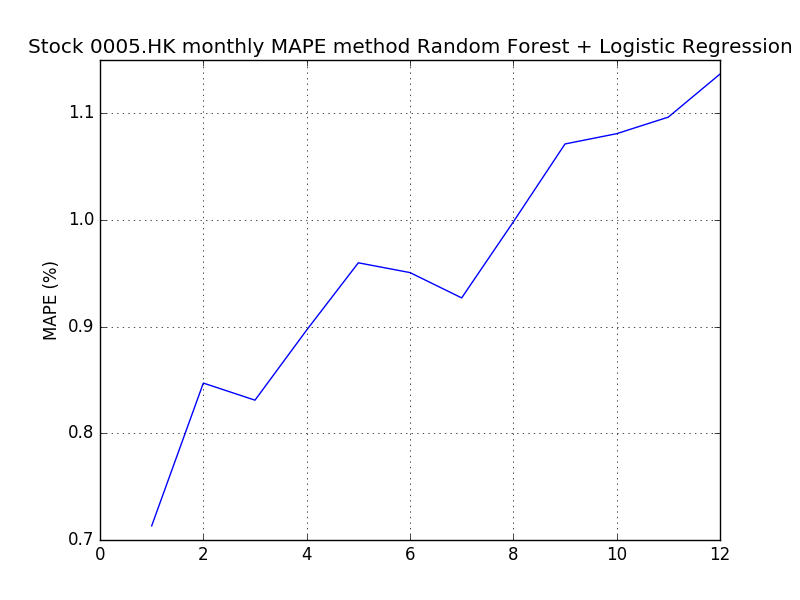 Stock 0005.HK monthly MAPE method Random Forest + Logistic Regression
MAPE (%)
1.1
1.0
0.9
0.8
0.7
0 2 4 6 8 10 12